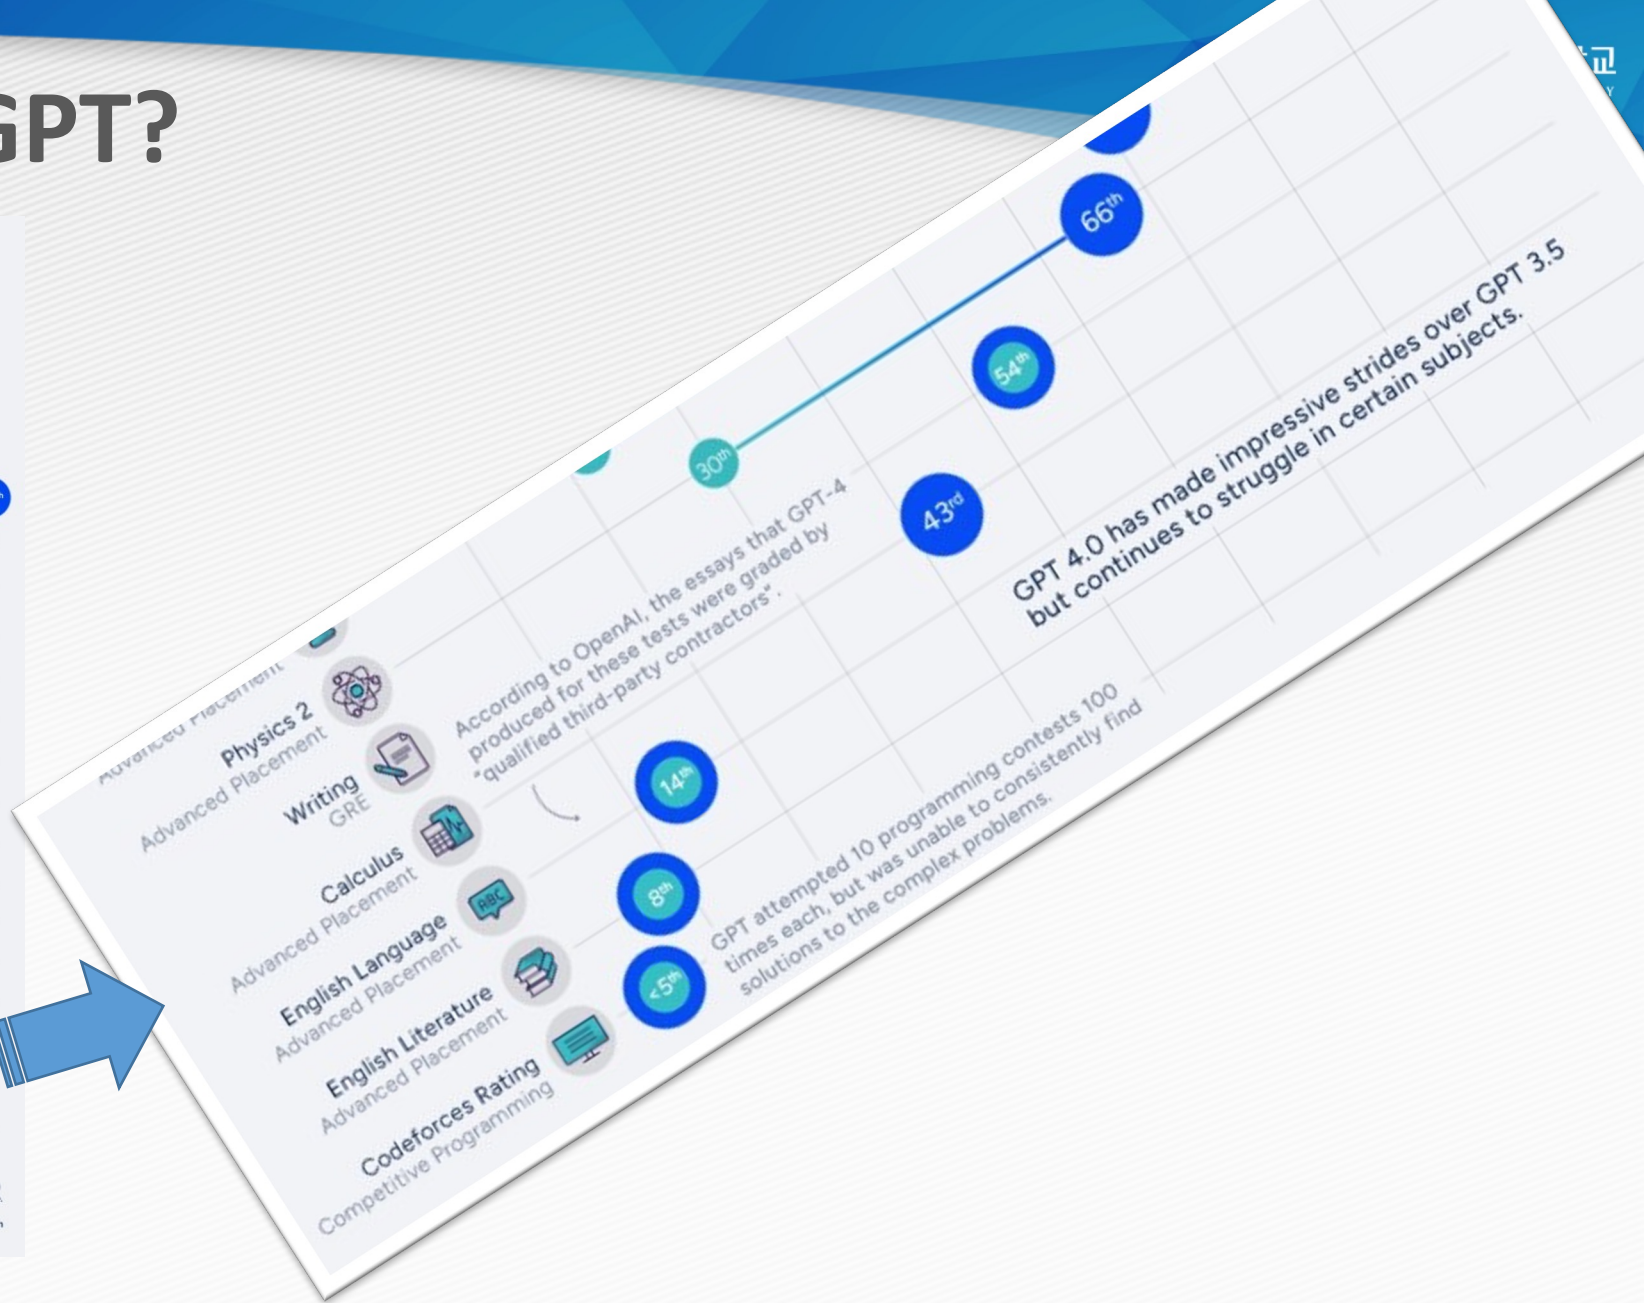 GPT?
교
Y
66th
54th
30th
43rd
GPT 4.0 has made impressive strides over GPT 3.5
but continues to struggle in certain subjects.
Advanced Placement
Physics 2
Advanced Placement
Writing
GRE
According to OpenAI, the essays that GPT-4
produced for these tests were graded by
"qualified third-party contractors".
Calculus
Advanced Placement
14th
English Language
Advanced Placement
8th
English Literature
Advanced Placement
<5th
Codeforces Rating
Competitive Programming
GPT attempted 10 programming contests 100
times each, but was unable to consistently find
solutions to the complex problems.